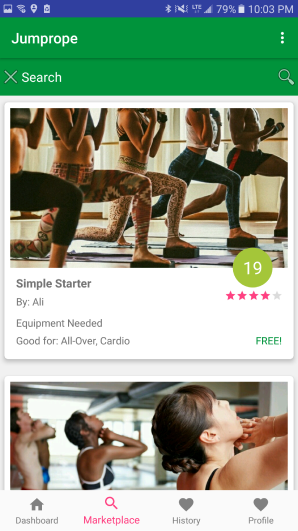 79% 10:03 PM
Jumprope
Search
19
Simple Starter
By: Ali
Equipment Needed
Good for: All-Over, Cardio
FREE!
Dashboard
Marketplace
History
Profile